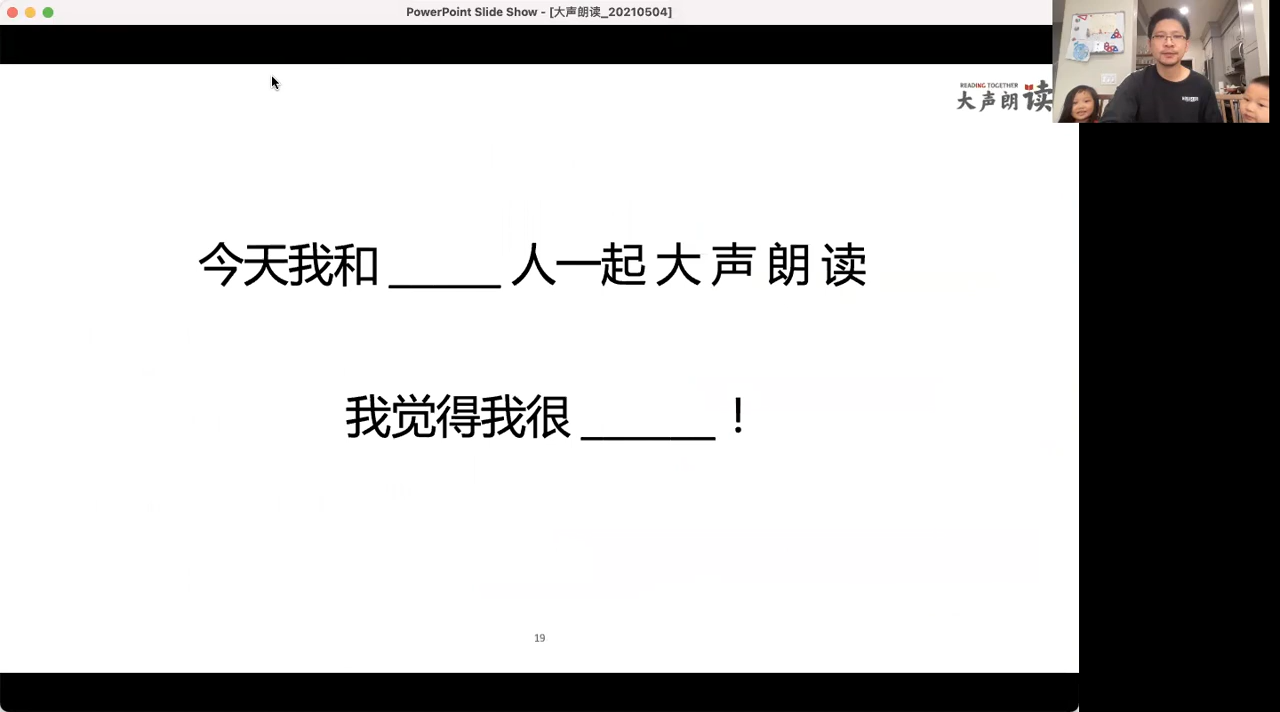 PowerPoint Slide Show - [大声朗读_20210504]
READING TOGETHER
大声朗读
今天我和 _____ 人一起 大 声 朗 读
我觉得我很 ______ ！
19